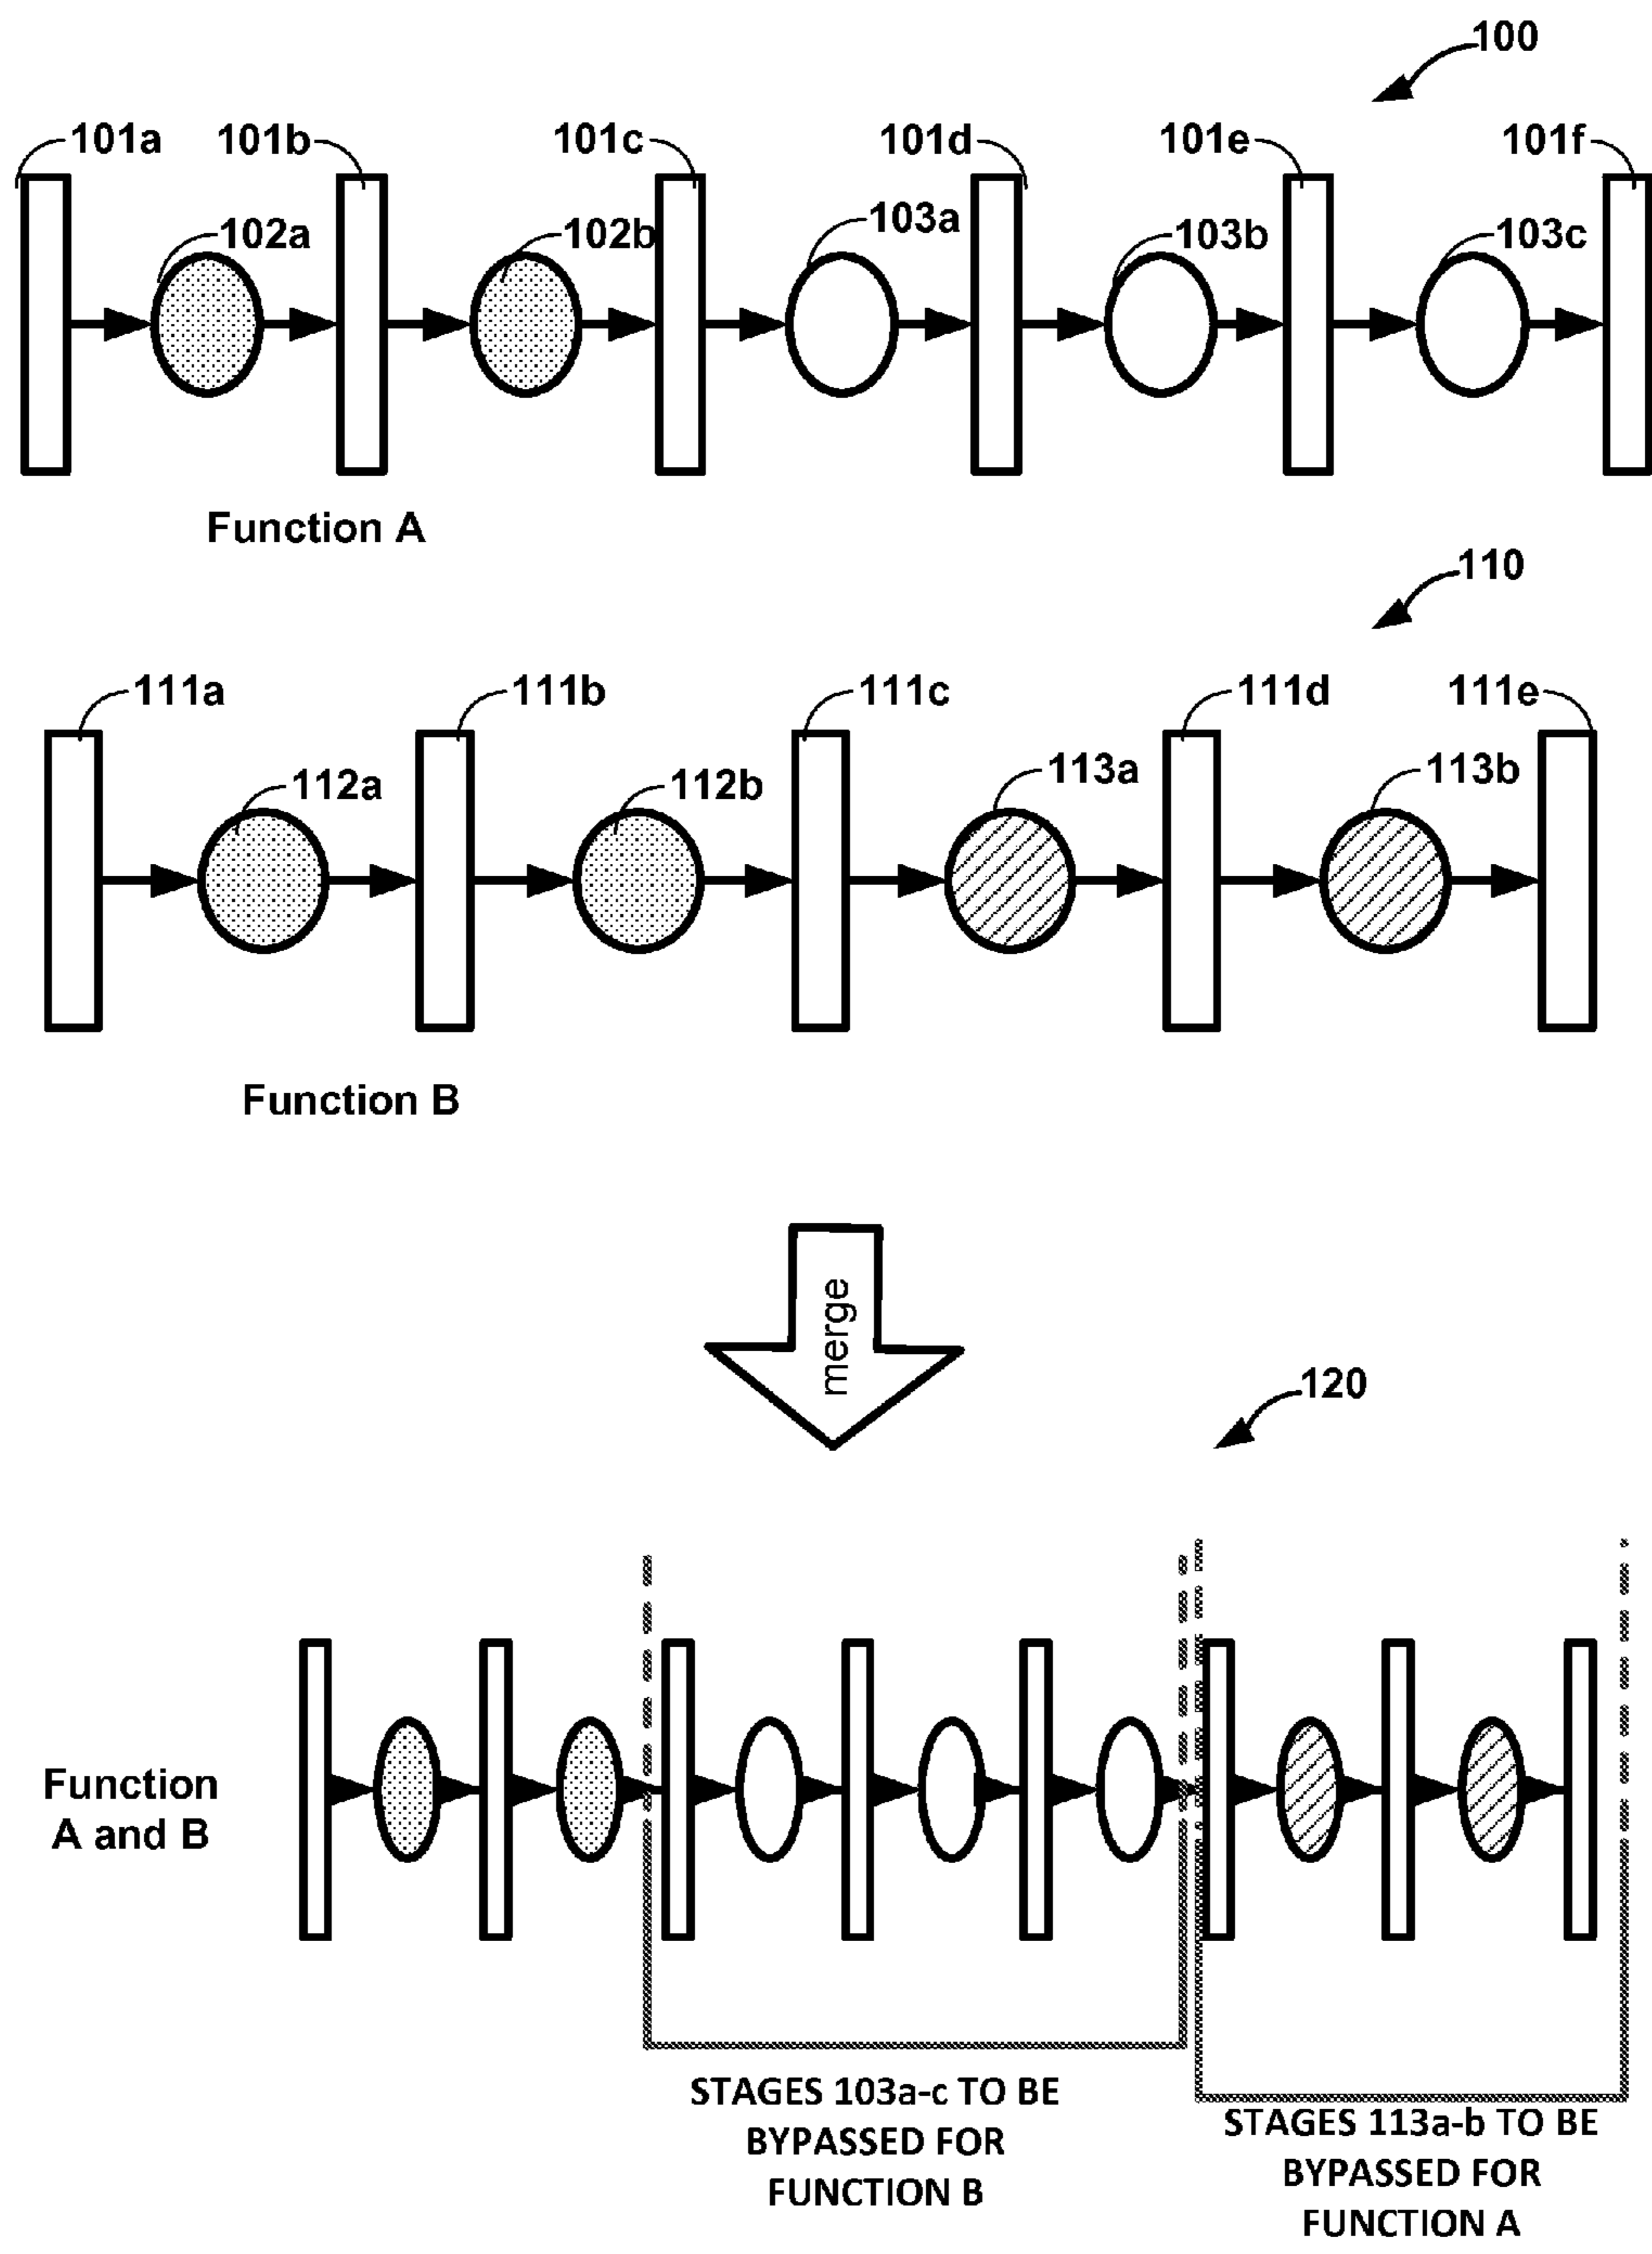 100
101a
101b
101c
101d
101e
101f
102a
102b
103a
103b
103c
Function A
110
111a
111b
111c
111d
111e
112a
112b
113a
113b
Function B
merge
120
Function
A and B
STAGES 103a-c TO BE
BYPASSED FOR
FUNCTION B
STAGES 113a-b TO BE
BYPASSED FOR
FUNCTION A